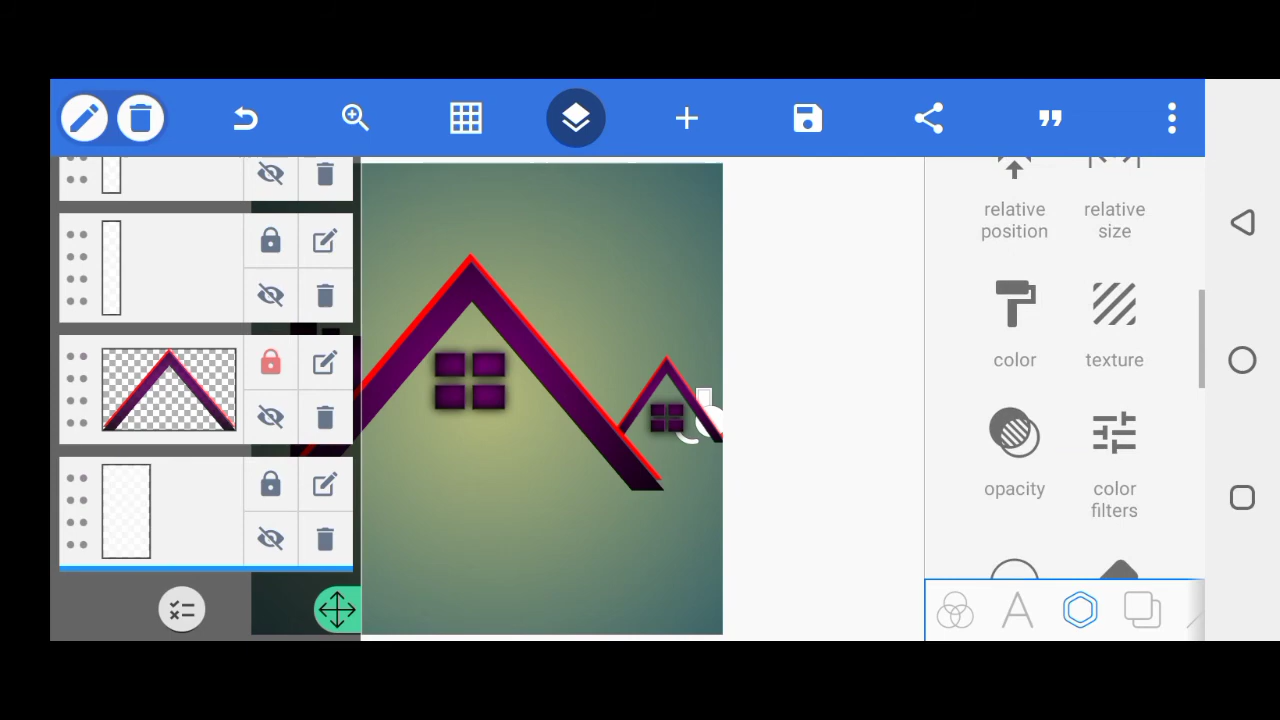 relative
position
relative
size
color
texture
opacity
color
filters